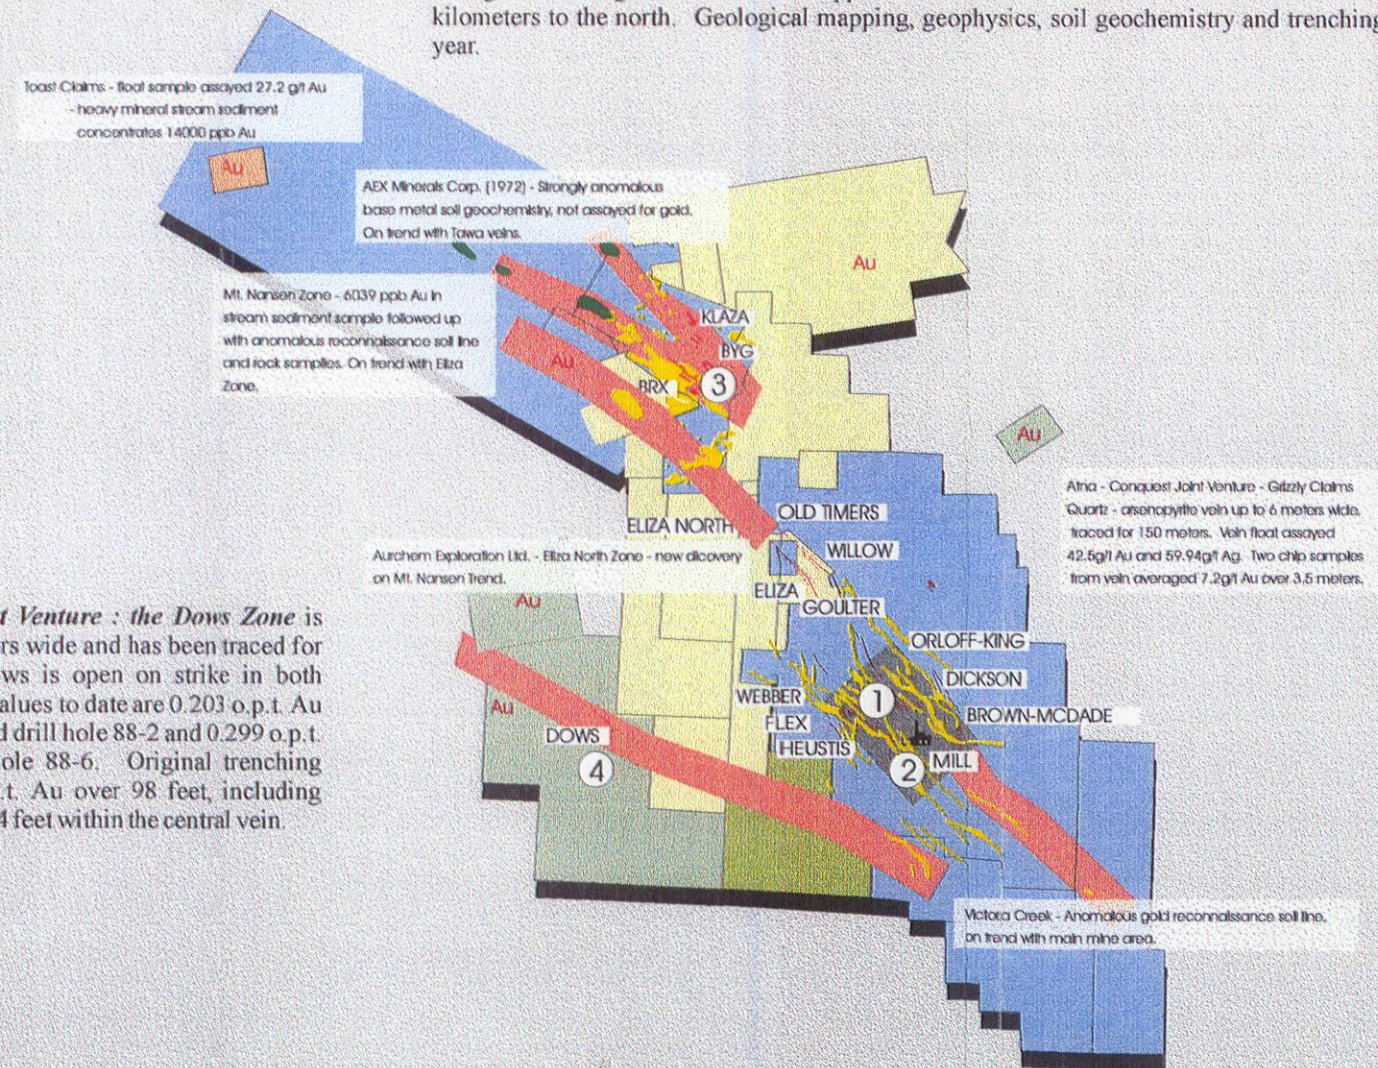 kilometers to the north. Geological mapping, geophysics, soil geochemistry and trenching
year.
Toast Claims - float sample assayed 27.2 g/t Au
- heavy mineral stream sediment
concentrates 14000 ppb Au
Au
AEX Minerals Corp. (1972) - Strongly anomalous
base metal soil geochemistry, not assayed for gold.
On trend with Tawa veins.
Au
Mt. Nansen Zone - 6039 ppb Au in
stream sediment sample followed up
with anomalous reconnaissance soil line
and rock samples. On trend with Eliza
Zone.
KLAZA
BYG
Au
BRX
3
Au
Atna - Conquest Joint Venture - Grizzly Claims
Quartz - arsenopyrite vein up to 6 meters wide,
traced for 150 meters. Vein float assayed
42.5g/t Au and 59.94g/t Ag. Two chip samples
from vein averaged 7.2g/t Au over 3.5 meters.
OLD TIMERS
ELIZA NORTH
WILLOW
Aurchem Exploration Ltd. - Eliza North Zone - new dicovery
on Mt. Nansen Trend.
ELIZA
GOULTER
Au
t Venture : the Dows Zone is
rs wide and has been traced for
ws is open on strike in both
alues to date are 0.203 o.p.t. Au
d drill hole 88-2 and 0.299 o.p.t.
ole 88-6. Original trenching
.t. Au over 98 feet, including
4 feet within the central vein.
ORLOFF-KING
DICKSON
WEBBER
1
BROWN-MCDADE
Au
FLEX
DOWS
HEUSTIS
MILL
4
2
Victora Creek - Anomalous gold reconnaissance soil line,
on trend with main mine area.